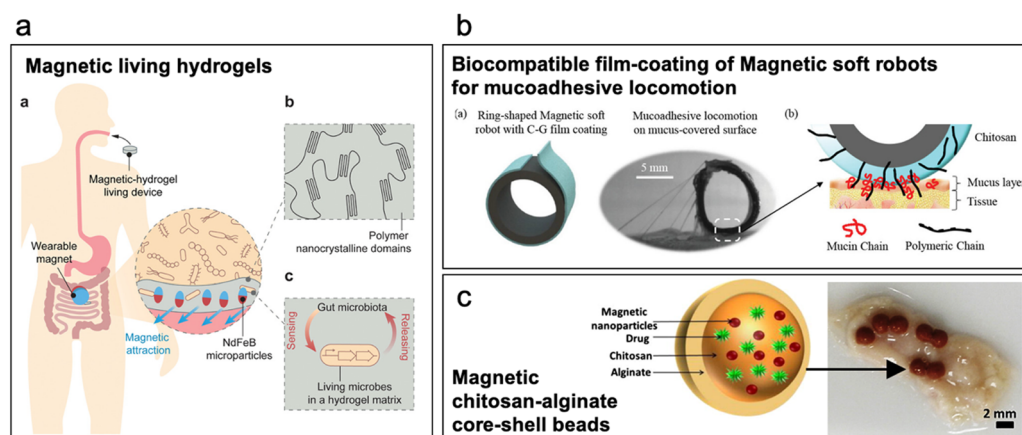 a
Magnetic living hydrogels
a
Magnetic-hydrogel
living device
Wearable
magnet
Magnetic
attraction
NdFeB
microparticles
b
Polymer
nanocrystalline domains
c
Gut microbiota
Sensing
Releasing
Living microbes
in a hydrogel matrix
b
Biocompatible film-coating of Magnetic soft robots
for mucoadhesive locomotion
(a)
Ring-shaped Magnetic soft
robot with C-G film coating
Mucoadhesive locomotion
on mucus-covered surface
5 mm
(b)
Chitosan
Mucus layer
Tissue
Mucin Chain
Polymeric Chain
c
Magnetic
nanoparticles
Drug
Chitosan
Alginate
Magnetic
chitosan-alginate
core-shell beads
2 mm